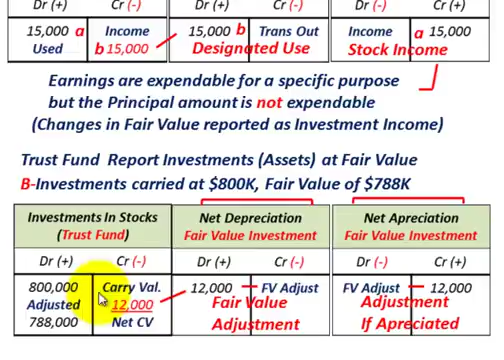 Dr (+) Cr (-) Dr (+) Cr (-) Dr (-) Cr (+)
15,000 a Income 15,000 b Trans Out Income a 15,000
Used b 15,000 Designated Use Stock Income
Earnings are expendable for a specific purpose
but the Principal amount is not expendable
(Changes in Fair Value reported as Investment Income)
Trust Fund Report Investments (Assets) at Fair Value
B-Investments carried at $800K, Fair Value of $788K
Investments In Stocks Net Depreciation Net Apreciation
(Trust Fund) Fair Value Investment Fair Value Investment
Dr (+) Cr (-) Dr (+) Cr (-) Dr (-) Cr (+)
800,000 Carry Val. 12,000 FV Adjust FV Adjust 12,000
Adjusted 12,000 Fair Value Adjustment
788,000 Net CV Adjustment If Apreciated